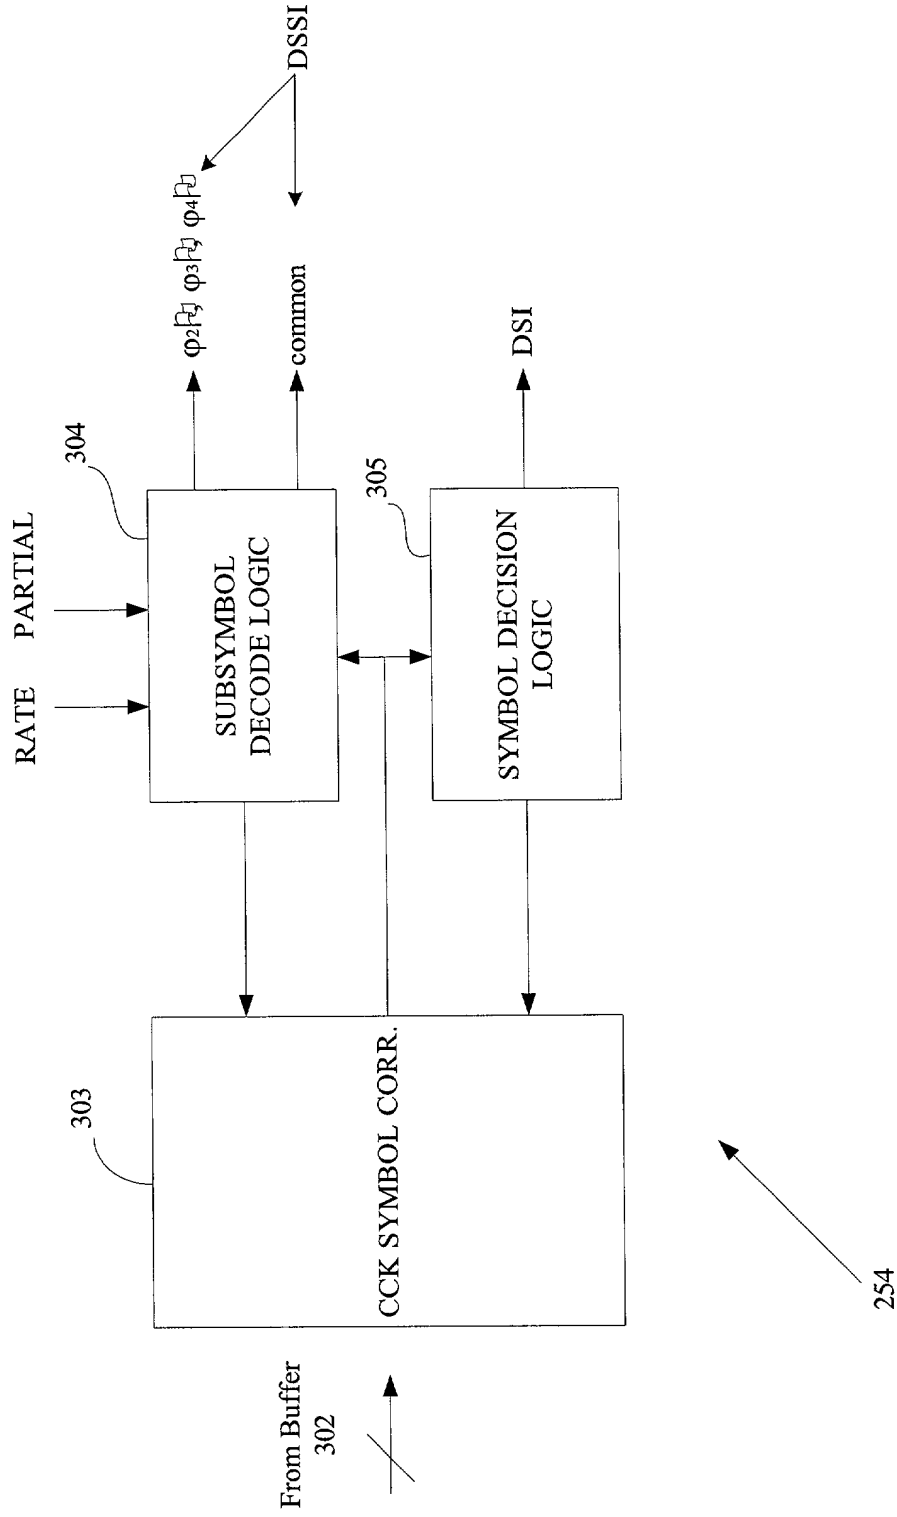 From Buffer
302
303
CCK SYMBOL CORR.
RATE PARTIAL
304
SUBSYMBOL
DECODE LOGIC
305
SYMBOL DECISION
LOGIC
φ2, φ3, φ4
common
DSSI
DSI
254